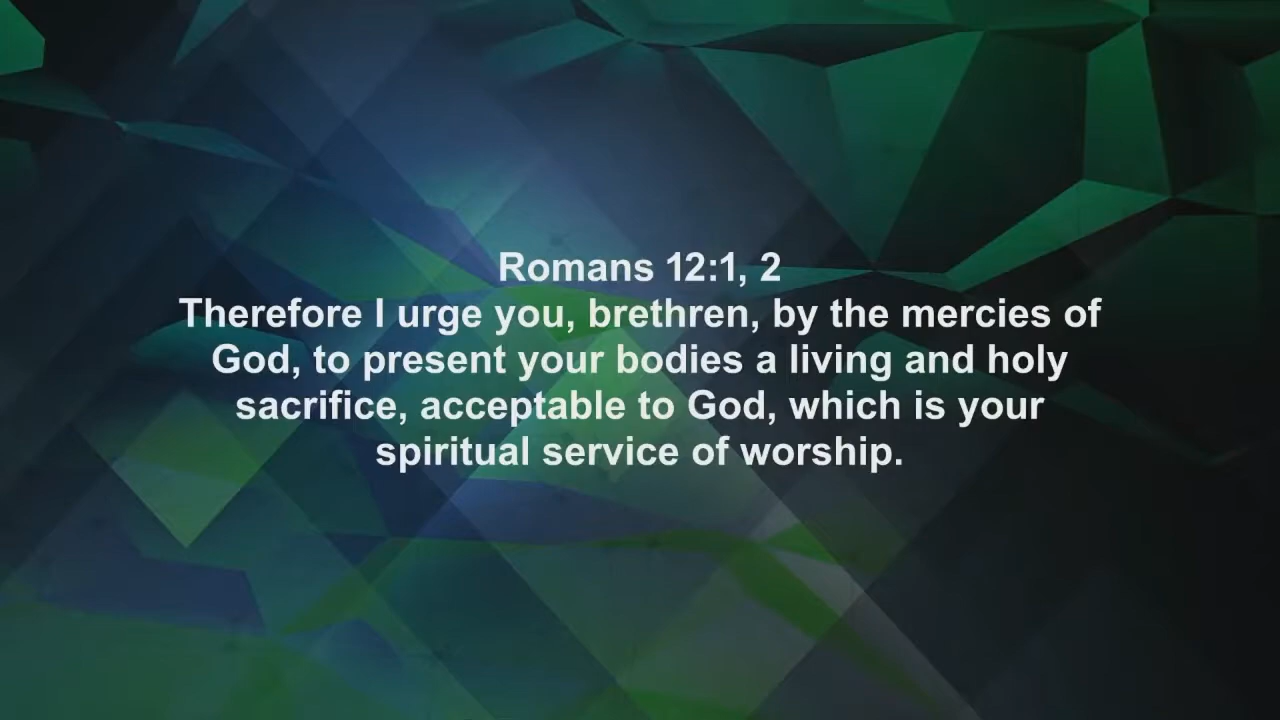 Romans 12:1, 2
Therefore I urge you, brethren, by the mercies of
God, to present your bodies a living and holy
sacrifice, acceptable to God, which is your
spiritual service of worship.